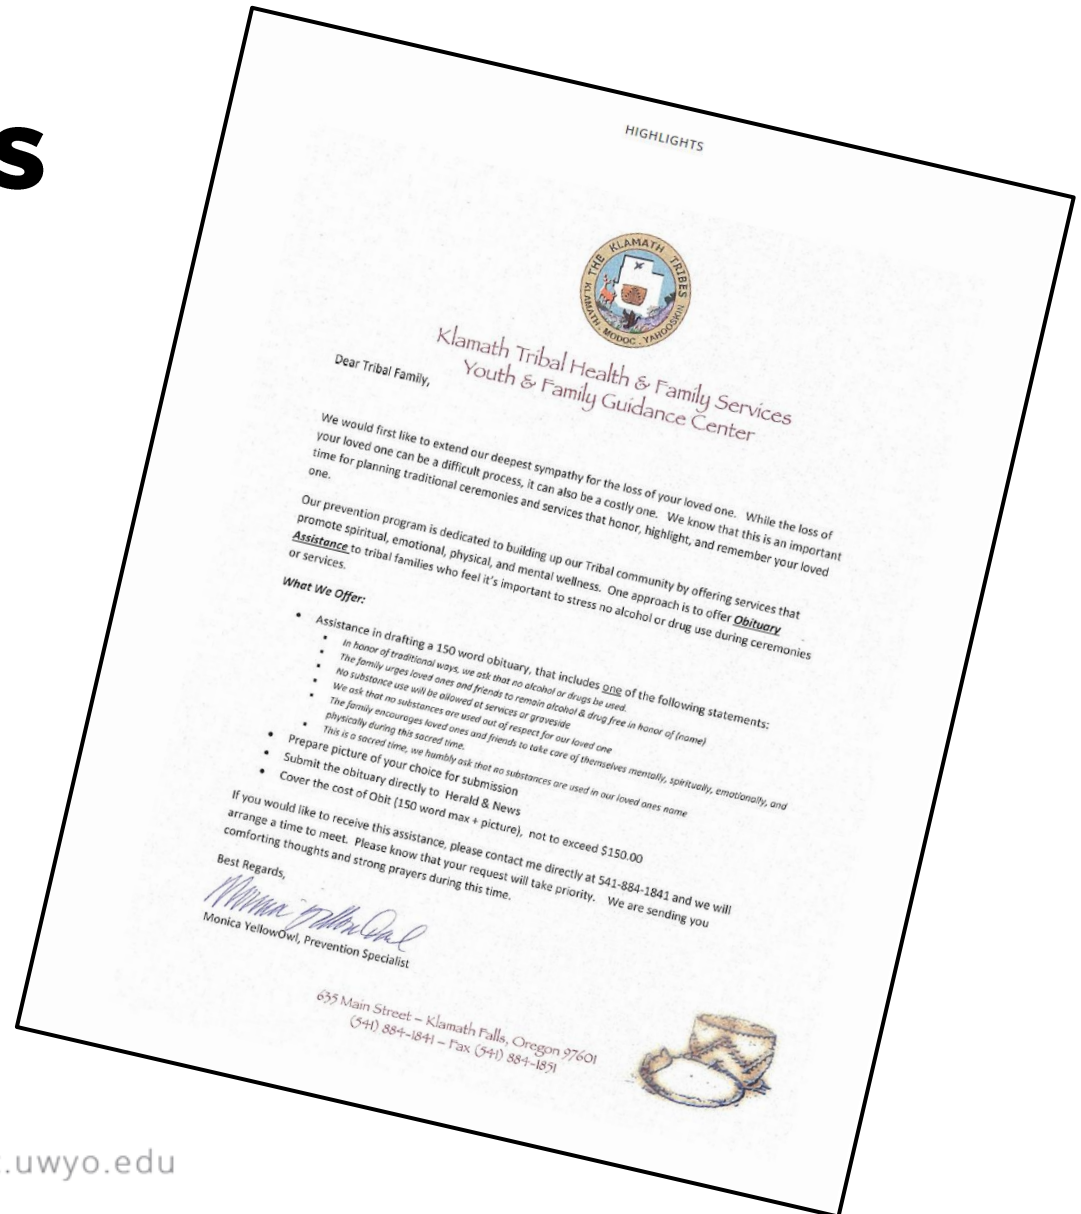 s
HIGHLIGHTS
THE KLAMATH TRIBES
KLAMATH - MODOC - YAHOOSKIN
Klamath Tribal Health & Family Services
Youth & Family Guidance Center
Dear Tribal Family,
We would first like to extend our deepest sympathy for the loss of your loved one. While the loss of
your loved one can be a difficult process, it can also be a costly one. We know that this is an important
time for planning traditional ceremonies and services that honor, highlight, and remember your loved
one.
Our prevention program is dedicated to building up our Tribal community by offering services that
promote spiritual, emotional, physical, and mental wellness. One approach is to offer Obituary
Assistance to tribal families who feel it's important to stress no alcohol or drug use during ceremonies
or services.
What We Offer:
• Assistance in drafting a 150 word obituary, that includes one of the following statements:
• In honor of traditional ways, we ask that no alcohol or drugs be used.
• The family urges loved ones and friends to remain alcohol & drug free in honor of (name)
• No substance use will be allowed at services or graveside
• We ask that no substances are used out of respect for our loved one
• The family encourages loved ones and friends to take care of themselves mentally, spiritually, emotionally, and
physically during this sacred time.
• This is a sacred time, we humbly ask that no substances are used in our loved ones name
• Prepare picture of your choice for submission
• Submit the obituary directly to Herald & News
• Cover the cost of Obit (150 word max + picture), not to exceed $150.00
If you would like to receive this assistance, please contact me directly at 541-884-1841 and we will
arrange a time to meet. Please know that your request will take priority. We are sending you
comforting thoughts and strong prayers during this time.
Best Regards,
Monica YellowOwl
Monica YellowOwl, Prevention Specialist
635 Main Street – Klamath Falls, Oregon 97601
(541) 884-1841 – Fax (541) 884-1851
.uwyo.edu